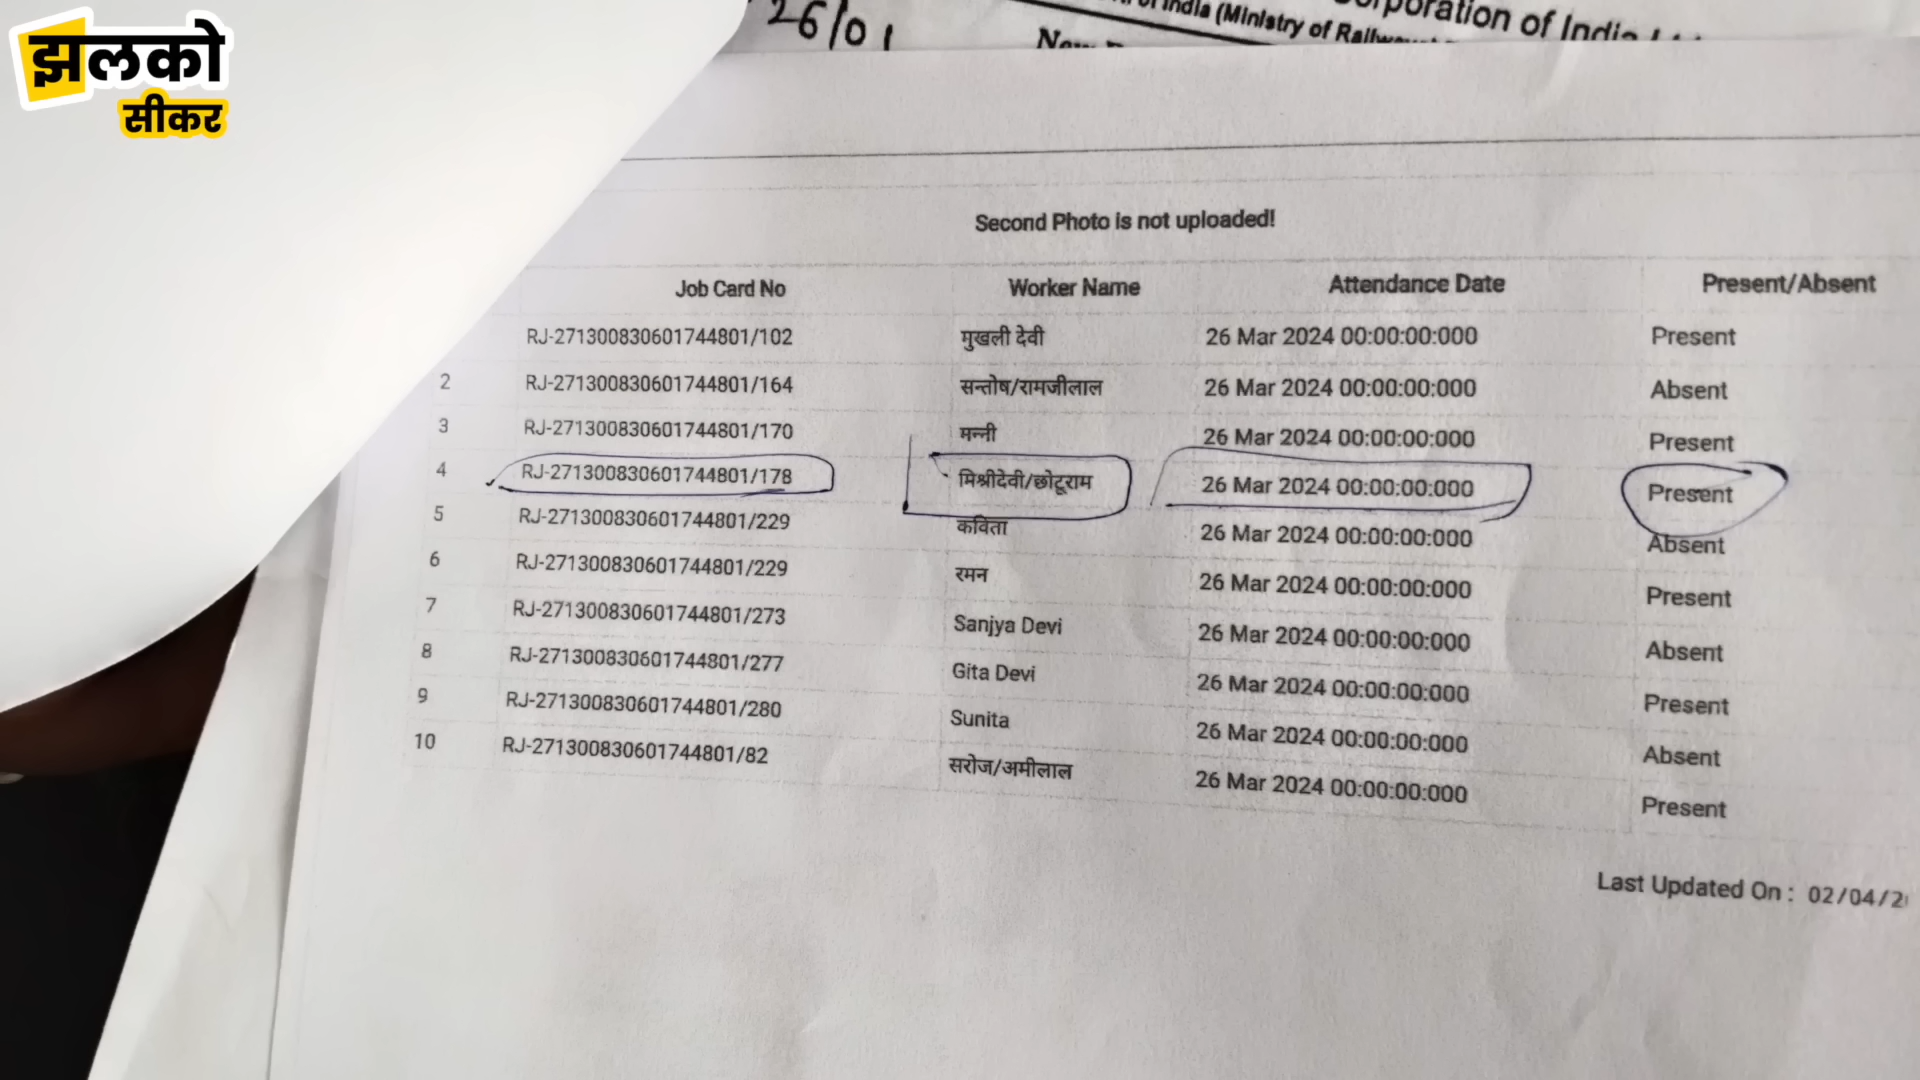 झलको
सीकर
26/01
poration of India
India (Ministry of Railway
Second Photo is not uploaded!
Job Card No Worker Name Attendance Date Present/Absent
RJ-271300830601744801/102 मुखली देवी 26 Mar 2024 00:00:00:000 Present
2 RJ-271300830601744801/164 सन्तोष/रामजीलाल 26 Mar 2024 00:00:00:000 Absent
3 RJ-271300830601744801/170 मन्नी 26 Mar 2024 00:00:00:000 Present
4 RJ-271300830601744801/178 मिश्रीदेवी/छोटूराम 26 Mar 2024 00:00:00:000 Present
5 RJ-271300830601744801/229 कविता 26 Mar 2024 00:00:00:000 Absent
6 RJ-271300830601744801/229 रमन 26 Mar 2024 00:00:00:000 Present
7 RJ-271300830601744801/273 Sanjya Devi 26 Mar 2024 00:00:00:000 Absent
8 RJ-271300830601744801/277 Gita Devi 26 Mar 2024 00:00:00:000 Present
9 RJ-271300830601744801/280 Sunita 26 Mar 2024 00:00:00:000 Absent
10 RJ-271300830601744801/82 सरोज/अमीलाल 26 Mar 2024 00:00:00:000 Present
Last Updated On : 02/04/2